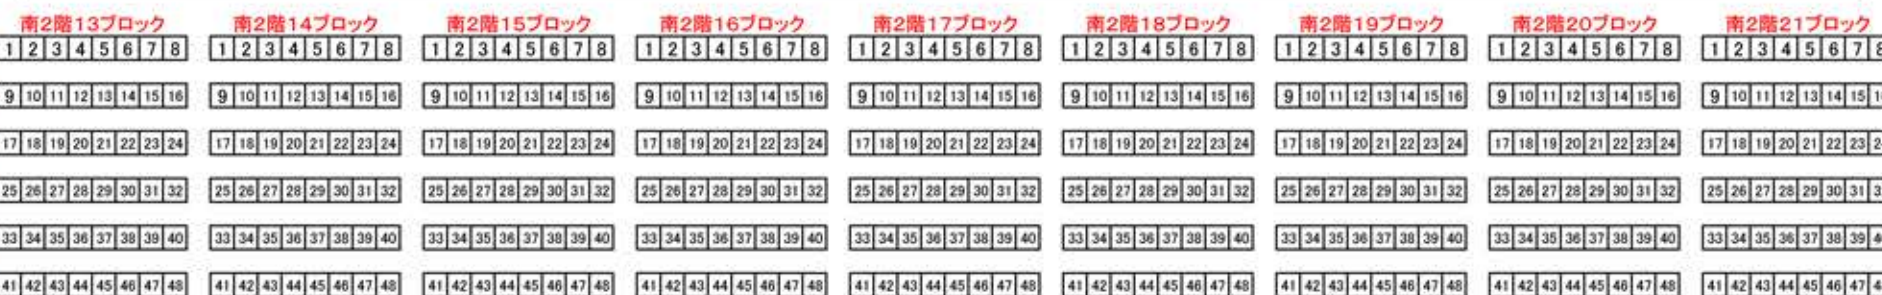 南2階13ブロック 南2階14ブロック 南2階15ブロック 南2階16ブロック 南2階17ブロック 南2階18ブロック 南2階19ブロック 南2階20ブロック 南2階21ブロック
1 2 3 4 5 6 7 8 1 2 3 4 5 6 7 8 1 2 3 4 5 6 7 8 1 2 3 4 5 6 7 8 1 2 3 4 5 6 7 8 1 2 3 4 5 6 7 8 1 2 3 4 5 6 7 8 1 2 3 4 5 6 7 8 1 2 3 4 5 6 7 8
9 10 11 12 13 14 15 16 9 10 11 12 13 14 15 16 9 10 11 12 13 14 15 16 9 10 11 12 13 14 15 16 9 10 11 12 13 14 15 16 9 10 11 12 13 14 15 16 9 10 11 12 13 14 15 16 9 10 11 12 13 14 15 16 9 10 11 12 13 14 15
17 18 19 20 21 22 23 24 17 18 19 20 21 22 23 24 17 18 19 20 21 22 23 24 17 18 19 20 21 22 23 24 17 18 19 20 21 22 23 24 17 18 19 20 21 22 23 24 17 18 19 20 21 22 23 24 17 18 19 20 21 22 23 24 17 18 19 20 21 22 23
25 26 27 28 29 30 31 32 25 26 27 28 29 30 31 32 25 26 27 28 29 30 31 32 25 26 27 28 29 30 31 32 25 26 27 28 29 30 31 32 25 26 27 28 29 30 31 32 25 26 27 28 29 30 31 32 25 26 27 28 29 30 31 32 25 26 27 28 29 30 31
33 34 35 36 37 38 39 40 33 34 35 36 37 38 39 40 33 34 35 36 37 38 39 40 33 34 35 36 37 38 39 40 33 34 35 36 37 38 39 40 33 34 35 36 37 38 39 40 33 34 35 36 37 38 39 40 33 34 35 36 37 38 39 40 33 34 35 36 37 38 39
41 42 43 44 45 46 47 48 41 42 43 44 45 46 47 48 41 42 43 44 45 46 47 48 41 42 43 44 45 46 47 48 41 42 43 44 45 46 47 48 41 42 43 44 45 46 47 48 41 42 43 44 45 46 47 48 41 42 43 44 45 46 47 48 41 42 43 44 45 46 47